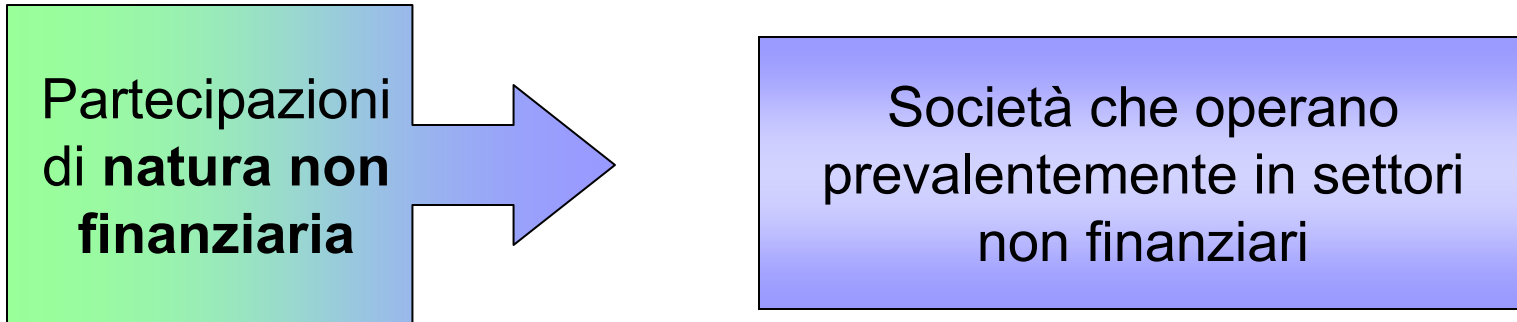 Partecipazioni
di natura non
finanziaria
Società che operano
prevalentemente in settori
non finanziari